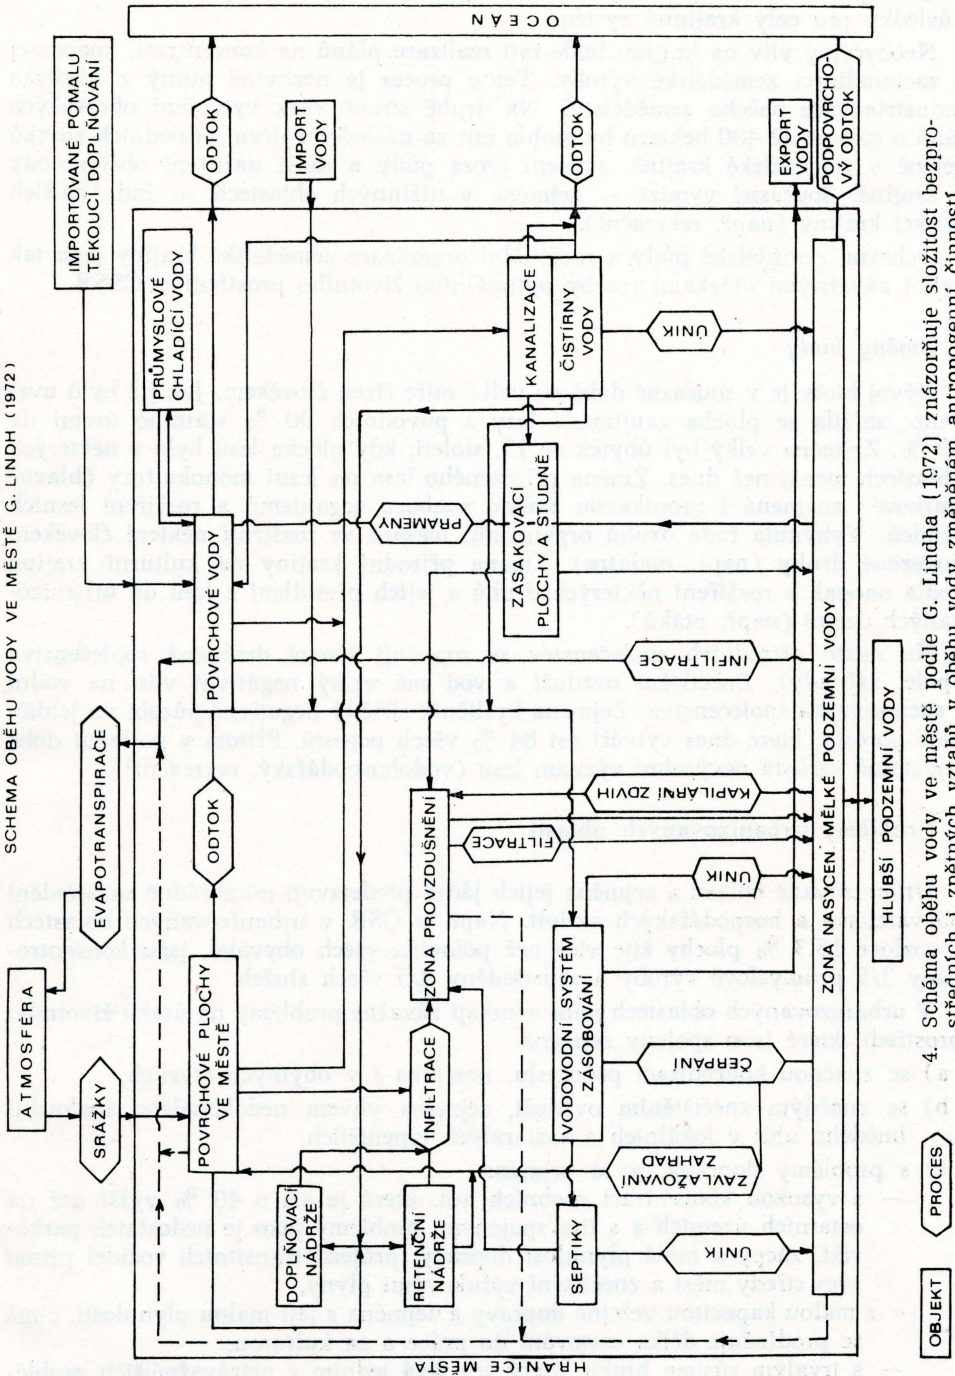 SCHEMA OBĚHU VODY VE MĚSTĚ G. LINDH (1972)
ATMOSFÉRA
SRÁŽKY
EVAPOTRANSPIRACE
IMPORTOVANÉ POMALU
TEKOUCÍ DOPLŇOVÁNÍ
POVRCHOVÉ PLOCHY
VE MĚSTĚ
ODTOK
PRŮMYSLOVÉ
CHLADÍCÍ VODY
POVRCHOVÉ VODY
ODTOK
OCEÁN
IMPORT
VODY
DOPLŇOVACÍ
NÁDRŽE
RETENČNÍ
NÁDRŽE
INFILTRACE
ZÓNA PROVZDUŠNĚNÍ
PRAMENY
ZASAKOVACÍ
PLOCHY A STUDNĚ
KANALIZACE
ČISTÍRNY
VODY
ODTOK
SEPTIKY
VODOVODNÍ SYSTÉM
ZÁSOBOVÁNÍ
FILTRACE
KAPILÁRNÍ ZDVIH
INFILTRACE
ÚNIK
EXPORT
VODY
ÚNIK
ZAVLAŽOVÁNÍ
ZAHRAD
ČERPÁNÍ
ÚNIK
ZÓNA NASYCENÍ MĚLKÉ PODZEMNÍ VODY
VODPOVRCHO-
VÝ ODTOK
HLUBŠÍ PODZEMNÍ VODY
HRANICE MĚSTA
OBJEKT
PROCES
4. Schéma oběhu vody ve městě podle G. Lindha (1972) znázorňuje složitost bezpro-
středních a zpětných vztahů v oběhu vody změněném antropogenní činností